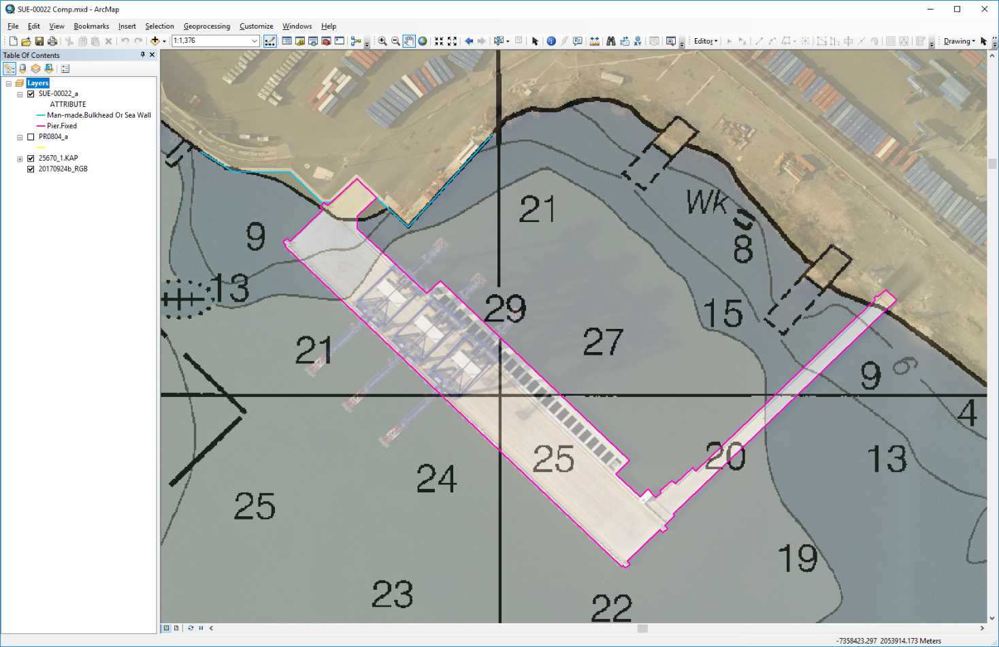 SUE-00022 Comp.mxd - ArcMap
File Edit View Bookmarks Insert Selection Geoprocessing Customize Windows Help
1:1,376
Editor
Drawing
Table Of Contents
Layers
SUE-00022_a
ATTRIBUTE
Man-made.Bulkhead Or Sea Wall
Pier.Fixed
PR0804_a
25670_1.KAP
20170924b_RGB
21
Wk
9
8
13
29
15
21
27
9
6
4
25
20
13
24
25
19
23
22
-7358423.297 2053914.173 Meters